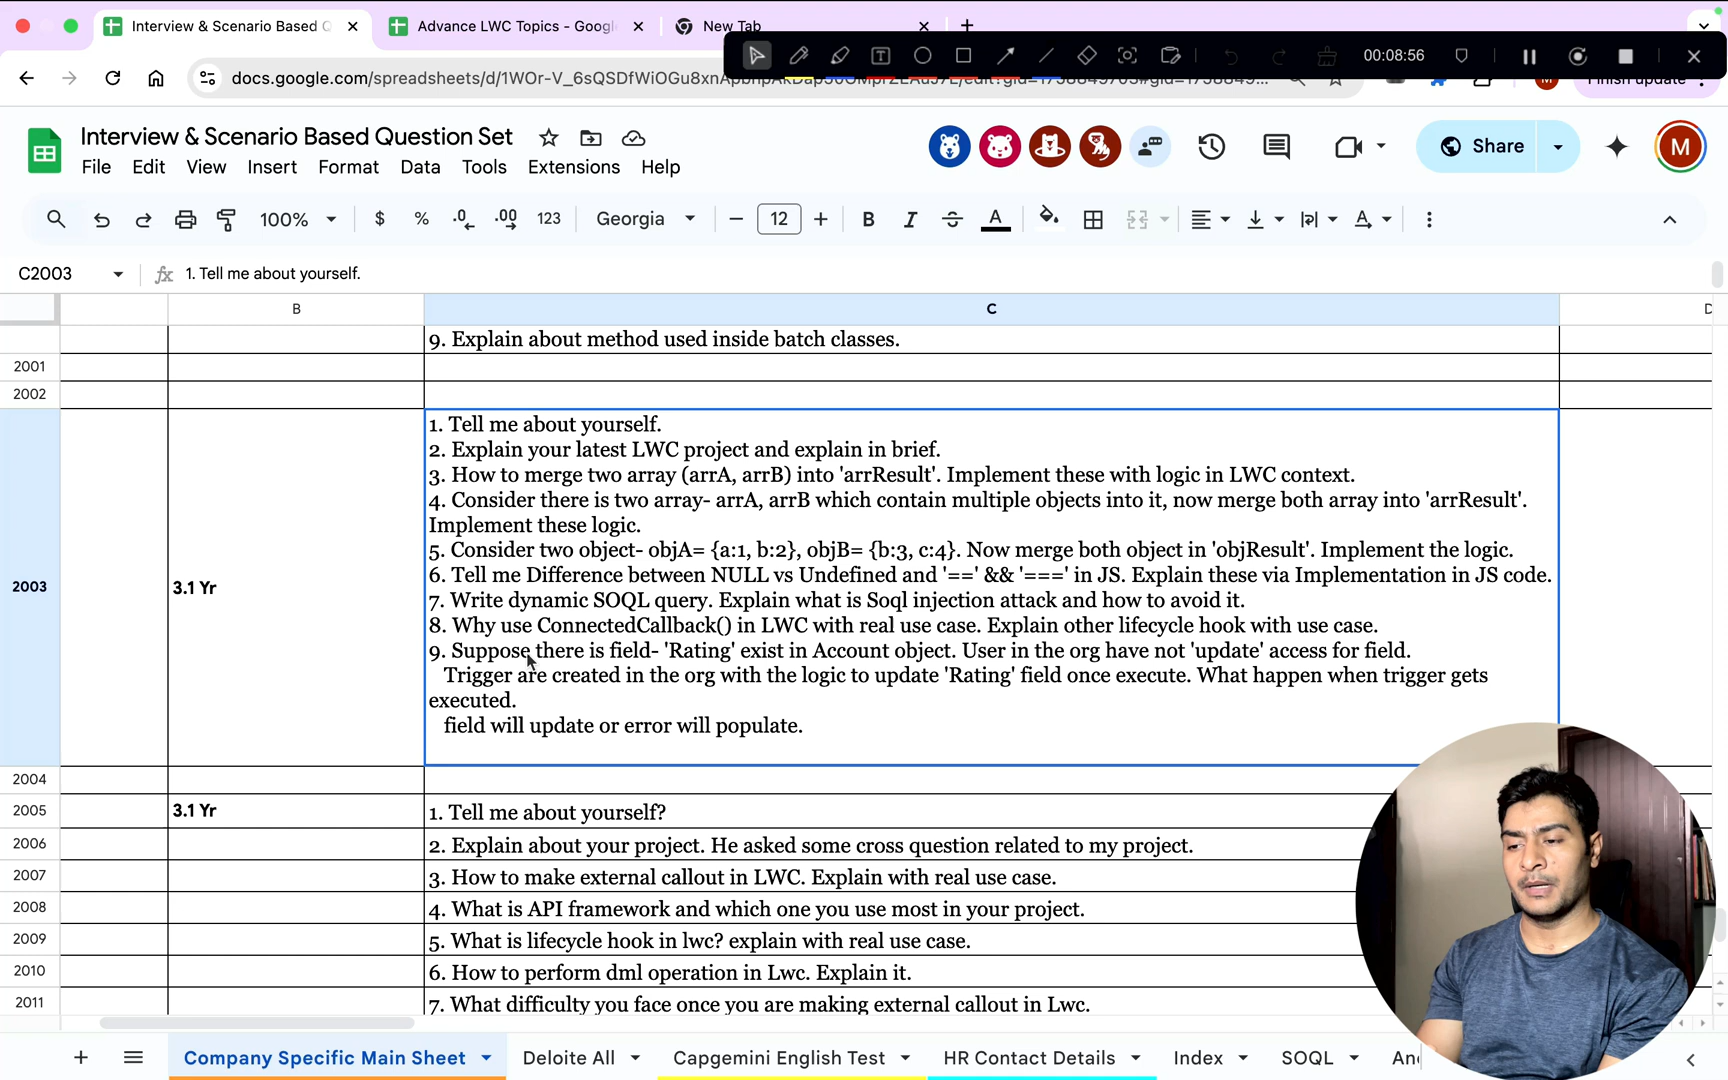 Interview & Scenario Based Q
Advance LWC Topics - Googl
New Tab
00:08:56
docs.google.com/spreadsheets/d/1WOr-V_6sQSDfWiOGu8xn
Interview & Scenario Based Question Set
Share
M
File Edit View Insert Format Data Tools Extensions Help
100% $ % .0 .00 123 Georgia 12 B I A
C2003 fx 1. Tell me about yourself.
B C D
9. Explain about method used inside batch classes.
2001
2002
1. Tell me about yourself.
2. Explain your latest LWC project and explain in brief.
3. How to merge two array (arrA, arrB) into 'arrResult'. Implement these with logic in LWC context.
4. Consider there is two array- arrA, arrB which contain multiple objects into it, now merge both array into 'arrResult'.
Implement these logic.
5. Consider two object- objA= {a:1, b:2}, objB= {b:3, c:4}. Now merge both object in 'objResult'. Implement the logic.
6. Tell me Difference between NULL vs Undefined and '==' && '===' in JS. Explain these via Implementation in JS code.
2003 3.1 Yr
7. Write dynamic SOQL query. Explain what is Soql injection attack and how to avoid it.
8. Why use ConnectedCallback() in LWC with real use case. Explain other lifecycle hook with use case.
9. Suppose there is field- 'Rating' exist in Account object. User in the org have not 'update' access for field.
Trigger are created in the org with the logic to update 'Rating' field once execute. What happen when trigger gets
executed.
field will update or error will populate.
2004
2005 3.1 Yr 1. Tell me about yourself?
2006 2. Explain about your project. He asked some cross question related to my project.
2007 3. How to make external callout in LWC. Explain with real use case.
2008 4. What is API framework and which one you use most in your project.
2009 5. What is lifecycle hook in lwc? explain with real use case.
2010 6. How to perform dml operation in Lwc. Explain it.
2011 7. What difficulty you face once you are making external callout in Lwc.
Company Specific Main Sheet Deloite All Capgemini English Test HR Contact Details Index SOQL